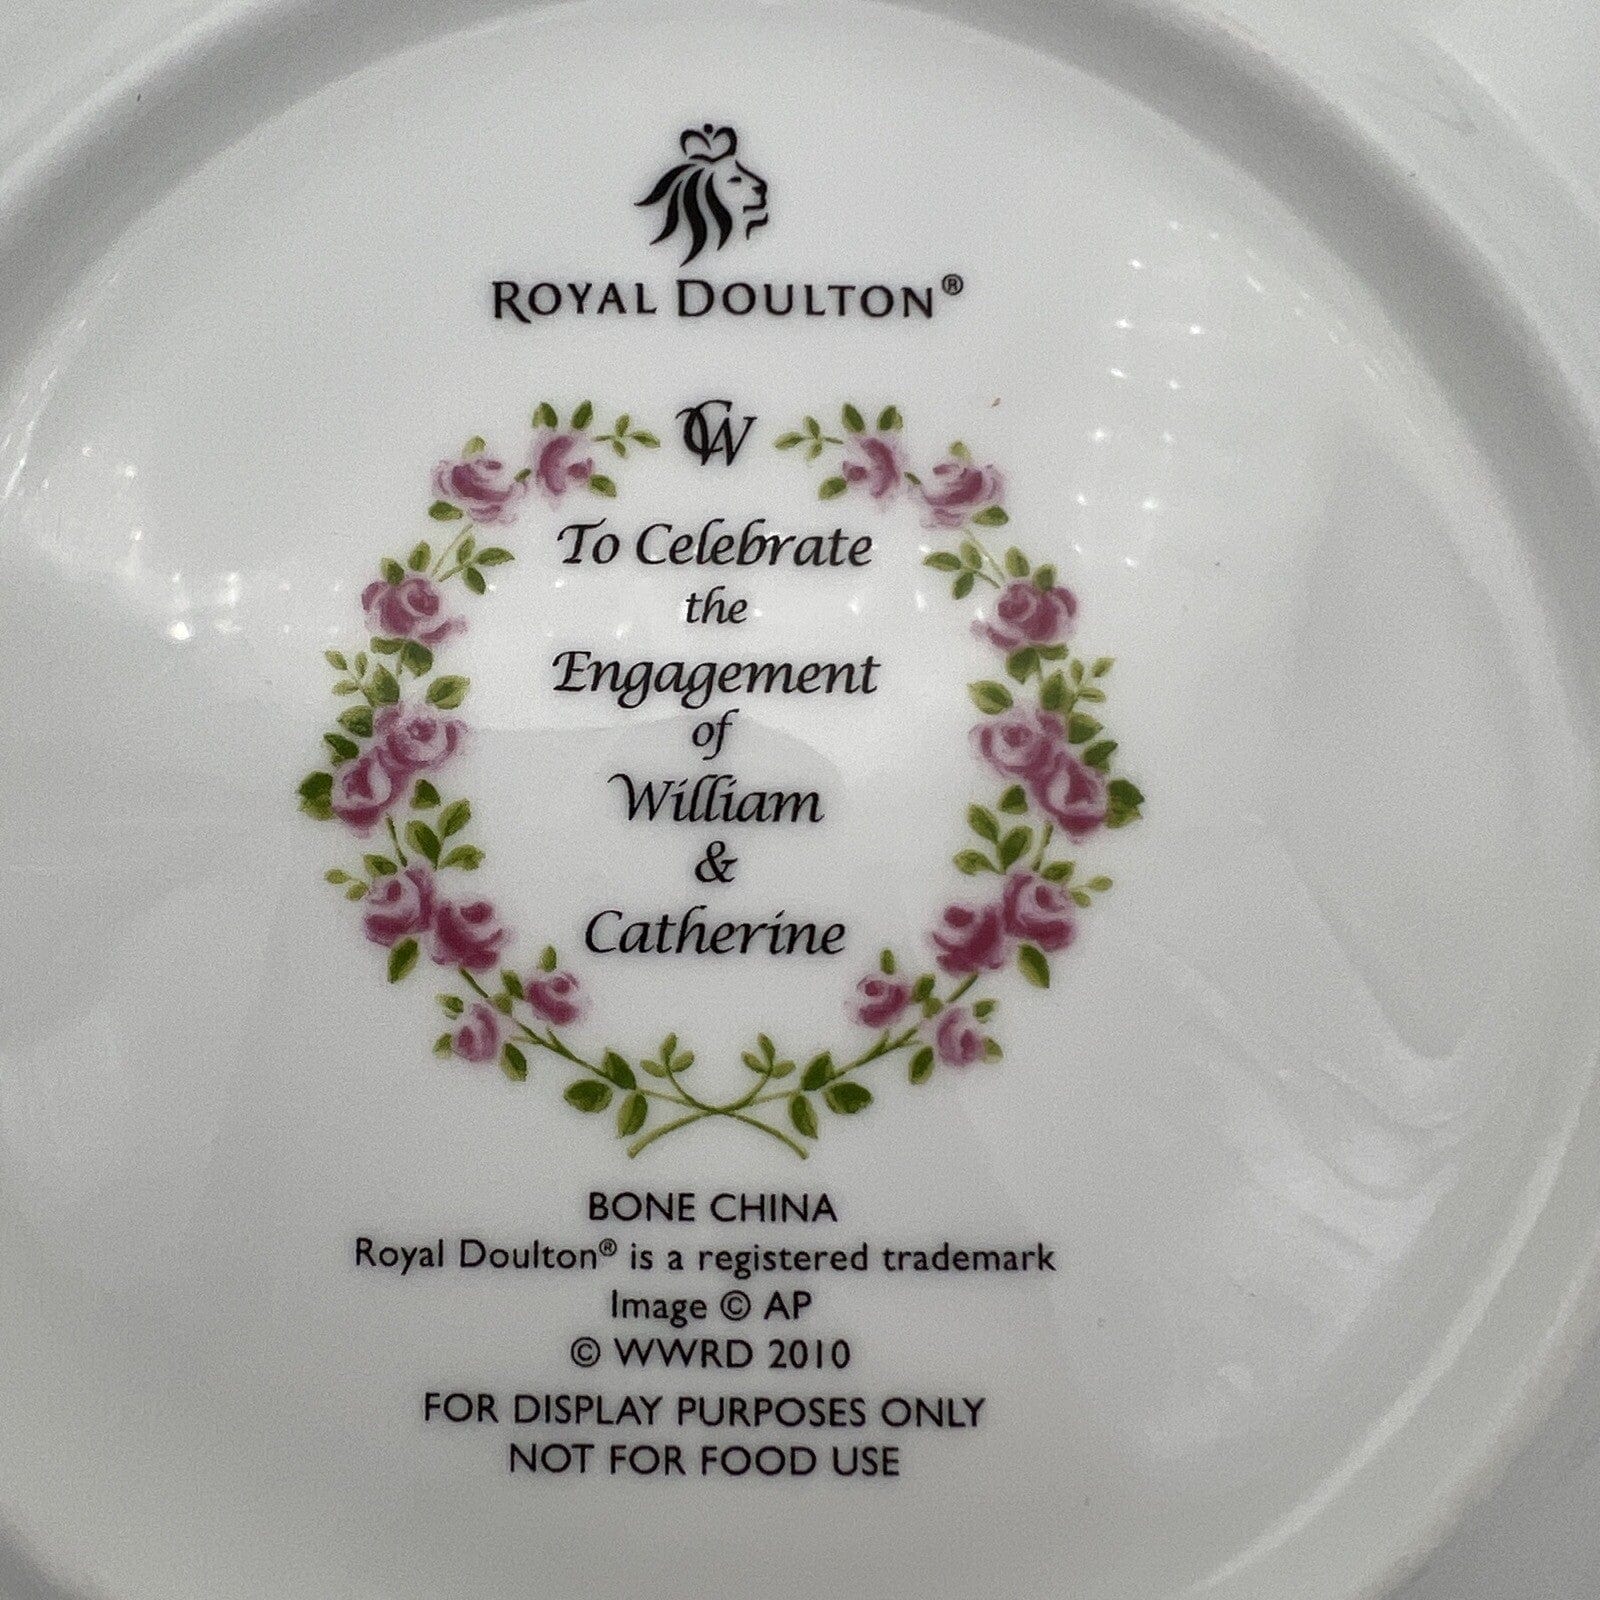 ROYAL DOULTON®
CW
To Celebrate
the
Engagement
of
William
&
Catherine
BONE CHINA
Royal Doulton® is a registered trademark
Image © AP
© WWRD 2010
FOR DISPLAY PURPOSES ONLY
NOT FOR FOOD USE